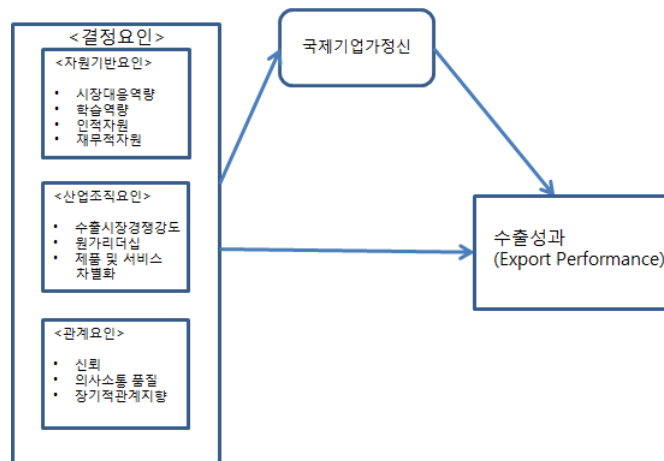 <결정요인>
<자원기반요인>
• 시장대응역량
• 학습역량
• 인적자원
• 재무적자원
<산업조직요인>
• 수출시장경쟁강도
• 원가리더십
• 제품 및 서비스
차별화
<관계요인>
• 신뢰
• 의사소통 품질
• 장기적관계지향
국제기업가정신
수출성과
(Export Performance)